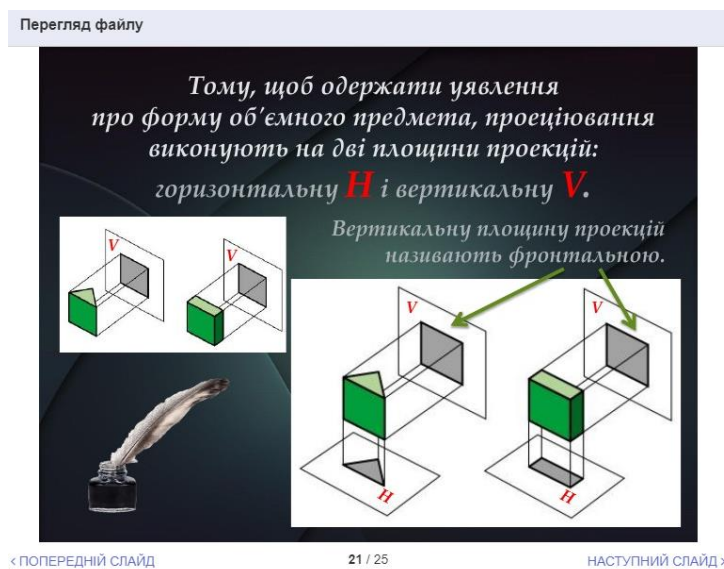 Перегляд файлу
Тому, щоб одержати уявлення
про форму об'ємного предмета, проеціювання
виконують на дві площини проекцій:
горизонтальну H і вертикальну V.
Вертикальну площину проекцій
називають фронтальною.
V
V
V
V
H
H
‹ ПОПЕРЕДНІЙ СЛАЙД
21 / 25
НАСТУПНИЙ СЛАЙД ›